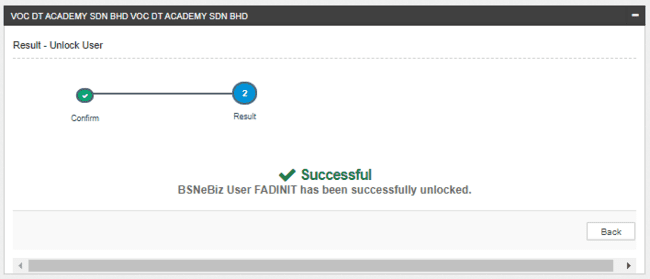 VOC DT ACADEMY SDN BHD VOC DT ACADEMY SDN BHD
Result - Unlock User
2
Confirm
Result
Successful
BSNeBiz User FADINIT has been successfully unlocked.
Back